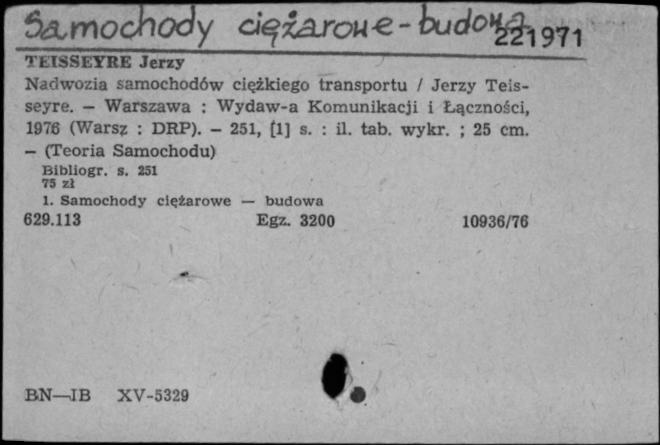 Samochody ciężarowe - budowa
221971
TEISSEYRE Jerzy
Nadwozia samochodów ciężkiego transportu / Jerzy Teis-
seyre. — Warszawa : Wydaw-a Komunikacji i Łączności,
1976 (Warsz : DRP). — 251, [1] s. : il. tab. wykr. ; 25 cm.
— (Teoria Samochodu)
Bibliogr. s. 251
75 zł
1. Samochody ciężarowe — budowa
629.113 Egz. 3200 10936/76
BN—IB XV-5329